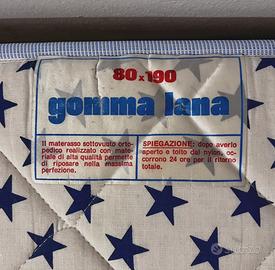 80x190
gomma lana
Il materasso sottovuoto orto-
pedico realizzato con mate-
riale di alta qualità permette
di riposare nella massima
perfezione.
SPIEGAZIONE: dopo averlo
aperto e tolto dal nylon, oc-
corrono 24 ore per il ritorno
totale.
subito